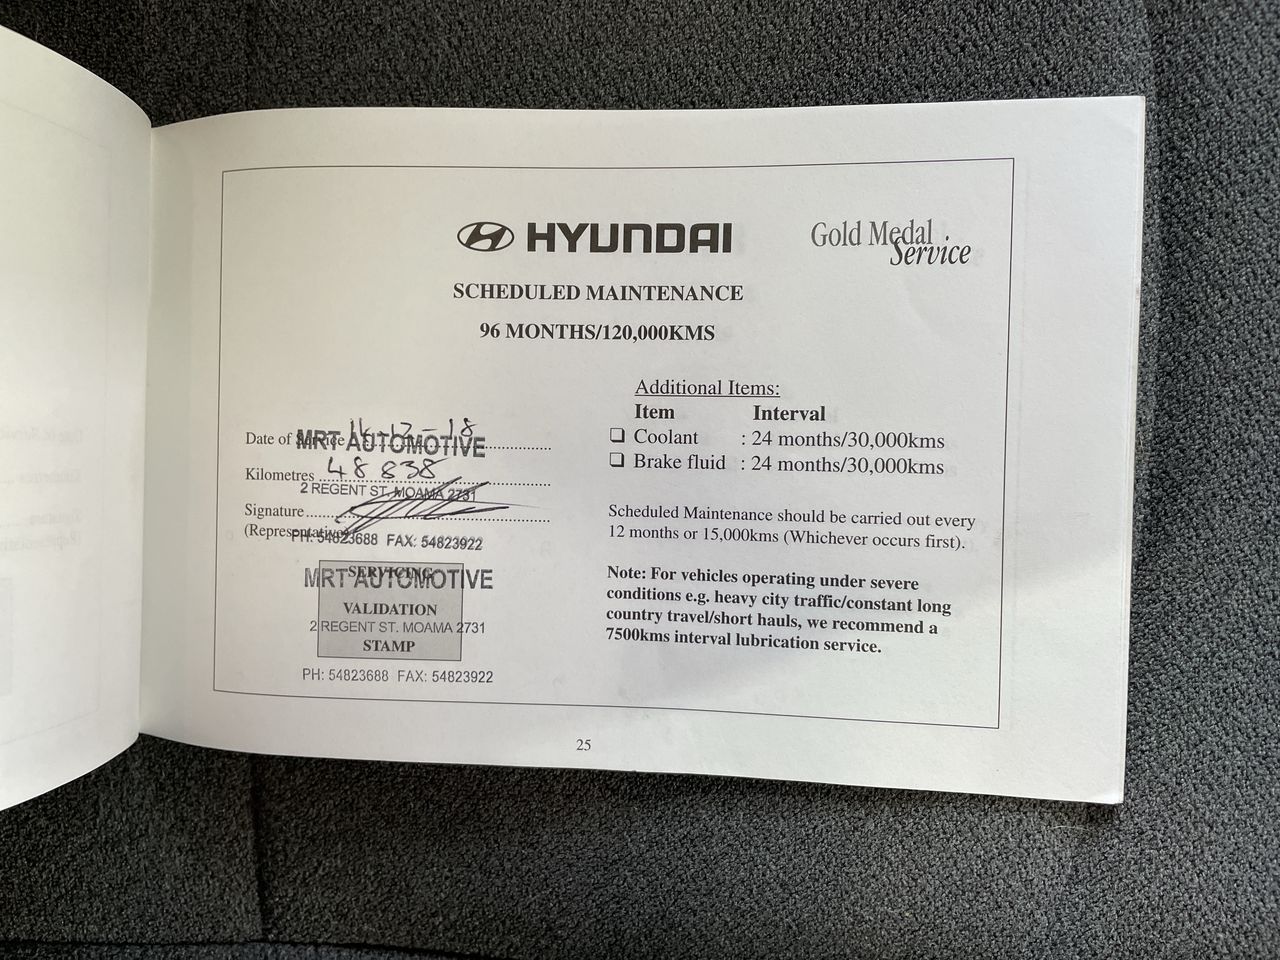 HYUNDAI
Gold Medal Service
SCHEDULED MAINTENANCE
96 MONTHS/120,000KMS
Date of Service 14-12-18
MRT AUTOMOTIVE
Kilometres 48838
2 REGENT ST. MOAMA 2731
Signature
(Representative)
PH: 54823688 FAX: 54823922
SERVICING
MRT AUTOMOTIVE
VALIDATION
2 REGENT ST. MOAMA 2731
STAMP
PH: 54823688 FAX: 54823922
Additional Items:
Item Interval
Coolant : 24 months/30,000kms
Brake fluid : 24 months/30,000kms
Scheduled Maintenance should be carried out every
12 months or 15,000kms (Whichever occurs first).
Note: For vehicles operating under severe
conditions e.g. heavy city traffic/constant long
country travel/short hauls, we recommend a
7500kms interval lubrication service.
25